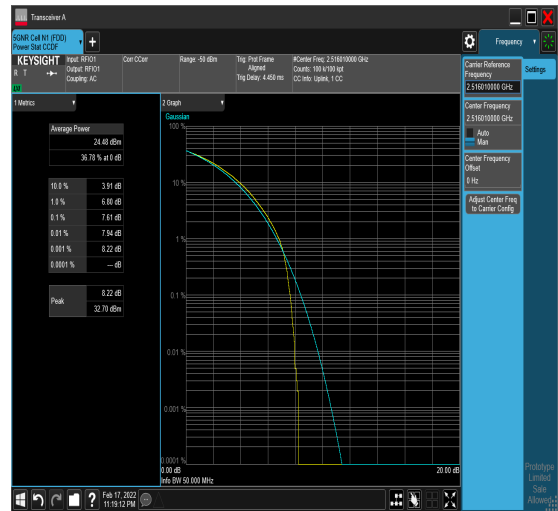 Transceiver A
5GNR Cell N1 (FDD)
Power Stat CCDF
Frequency
KEYSIGHT
R T
LXI
Input: RFIO1
Output: RFIO1
Coupling: AC
Corr CCorr
Range: -50 dBm
Trig: Prot Frame
Aligned
Trig Delay: 4.450 ms
#Center Freq: 2.516010000 GHz
Counts: 100 k/100 kpt
CC Info: Uplink, 1 CC
Carrier Reference
Frequency
2.516010000 GHz
Settings
Center Frequency
2.516010000 GHz
Auto
Man
Center Frequency
Offset
0 Hz
Adjust Center Freq
to Carrier Config
1 Metrics
Average Power
24.48 dBm
36.78 % at 0 dB
10.0 % 3.91 dB
1.0 % 6.80 dB
0.1 % 7.61 dB
0.01 % 7.94 dB
0.001 % 8.22 dB
0.0001 % --- dB
Peak
8.22 dB
32.70 dBm
2 Graph
Gaussian
100 %
10 %
1 %
0.1 %
0.01 %
0.001 %
0.0001 %
0.00 dB
20.00 dB
Info BW 50.000 MHz
Feb 17, 2022
11:19:12 PM
Prototype
Limited
Sale
Allowed